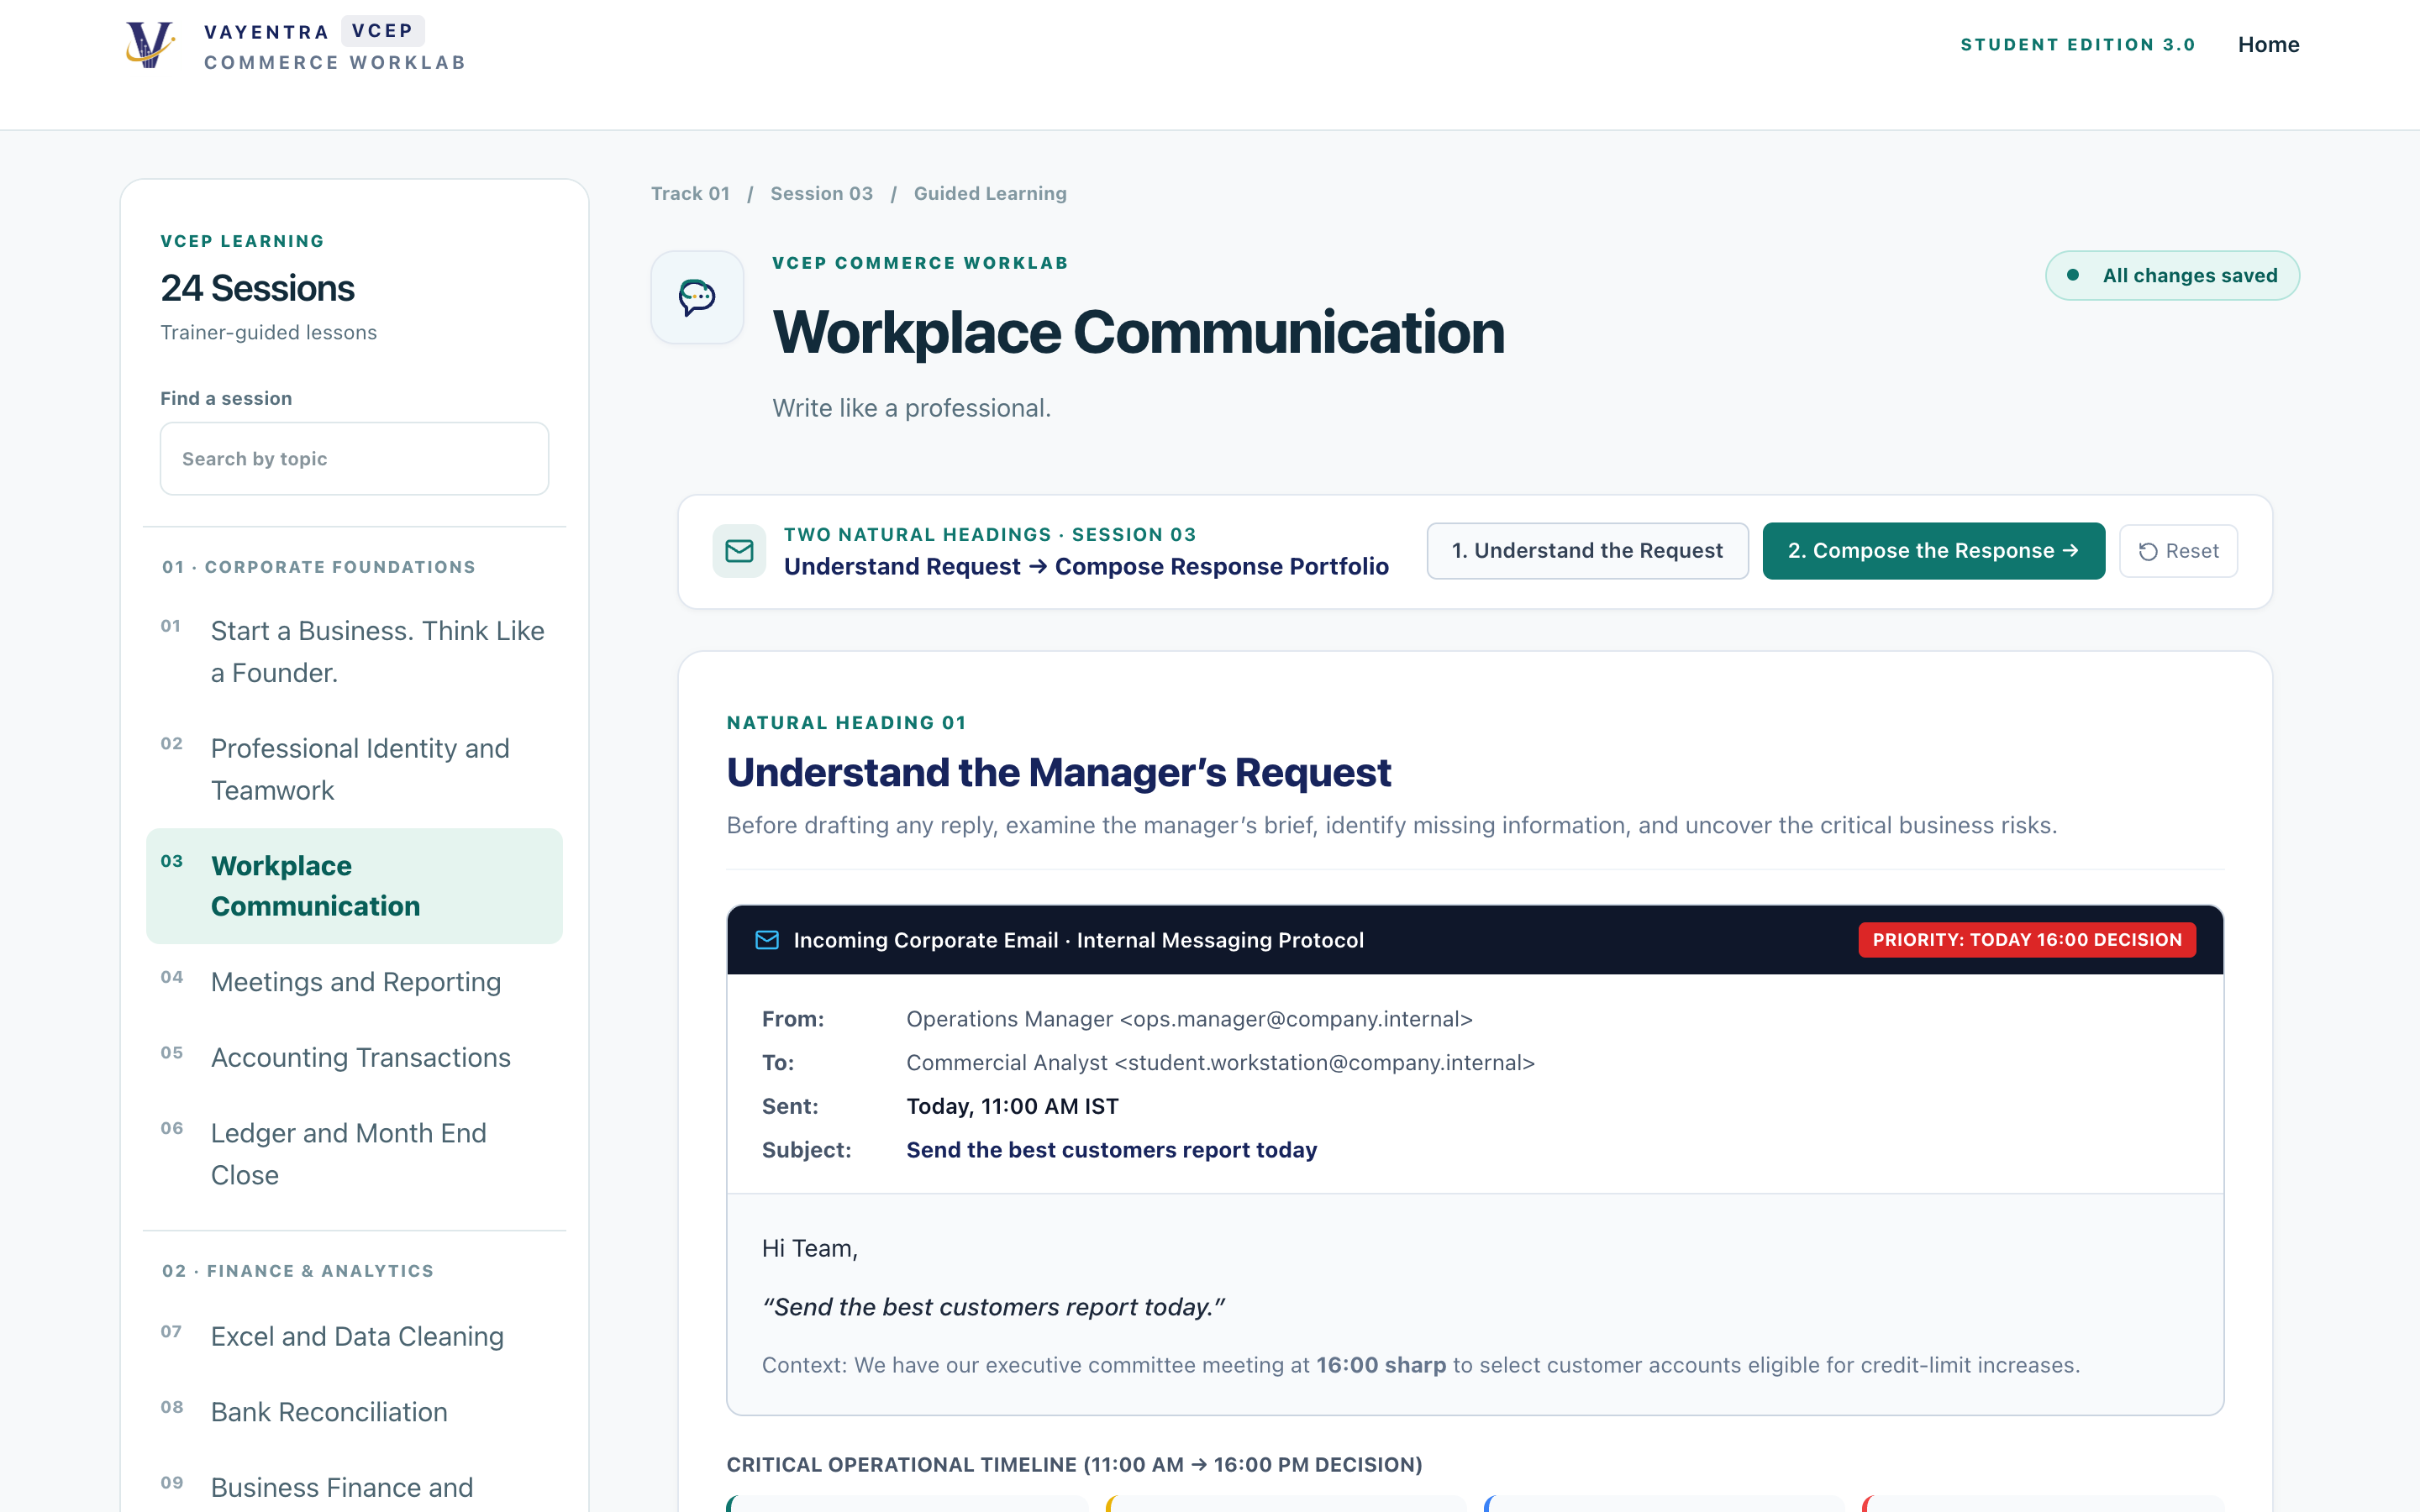 VAYENTRA VCEP
COMMERCE WORKLAB
STUDENT EDITION 3.0
Home
VCEP LEARNING
24 Sessions
Trainer-guided lessons
Find a session
Search by topic
01 · CORPORATE FOUNDATIONS
01 Start a Business. Think Like
a Founder.
02 Professional Identity and
Teamwork
03 Workplace
Communication
04 Meetings and Reporting
05 Accounting Transactions
06 Ledger and Month End
Close
02 · FINANCE & ANALYTICS
07 Excel and Data Cleaning
08 Bank Reconciliation
09 Business Finance and
Track 01 / Session 03 / Guided Learning
VCEP COMMERCE WORKLAB
Workplace Communication
Write like a professional.
All changes saved
TWO NATURAL HEADINGS · SESSION 03
Understand Request → Compose Response Portfolio
1. Understand the Request
2. Compose the Response →
Reset
NATURAL HEADING 01
Understand the Manager’s Request
Before drafting any reply, examine the manager’s brief, identify missing information, and uncover the critical business risks.
Incoming Corporate Email · Internal Messaging Protocol
PRIORITY: TODAY 16:00 DECISION
From: Operations Manager <ops.manager@company.internal>
To: Commercial Analyst <student.workstation@company.internal>
Sent: Today, 11:00 AM IST
Subject: Send the best customers report today
Hi Team,
“Send the best customers report today.”
Context: We have our executive committee meeting at 16:00 sharp to select customer accounts eligible for credit-limit increases.
CRITICAL OPERATIONAL TIMELINE (11:00 AM → 16:00 PM DECISION)